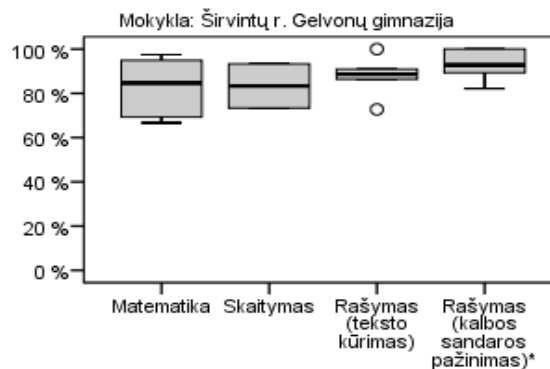 Mokykla: Širvintų r. Gelvonų gimnazija
100 %
80 %
60 %
40 %
20 %
0 %
Matematika
Skaitymas
Rašymas
(teksto
kūrimas)
Rašymas
(kalbos
sandaros
pažinimas)*